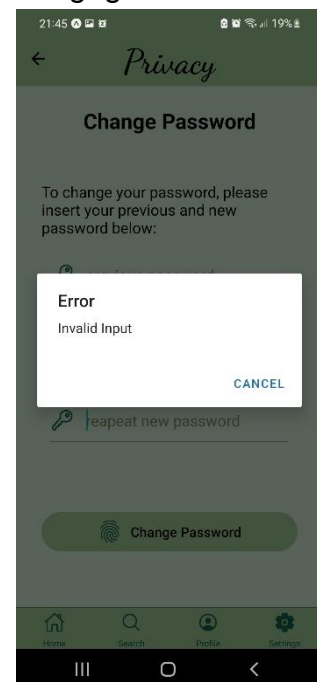 21:45 19%
Privacy
Change Password
To change your password, please
insert your previous and new
password below:
Error
Invalid Input
CANCEL
reapeat new password
Change Password
Home Search Profile Settings